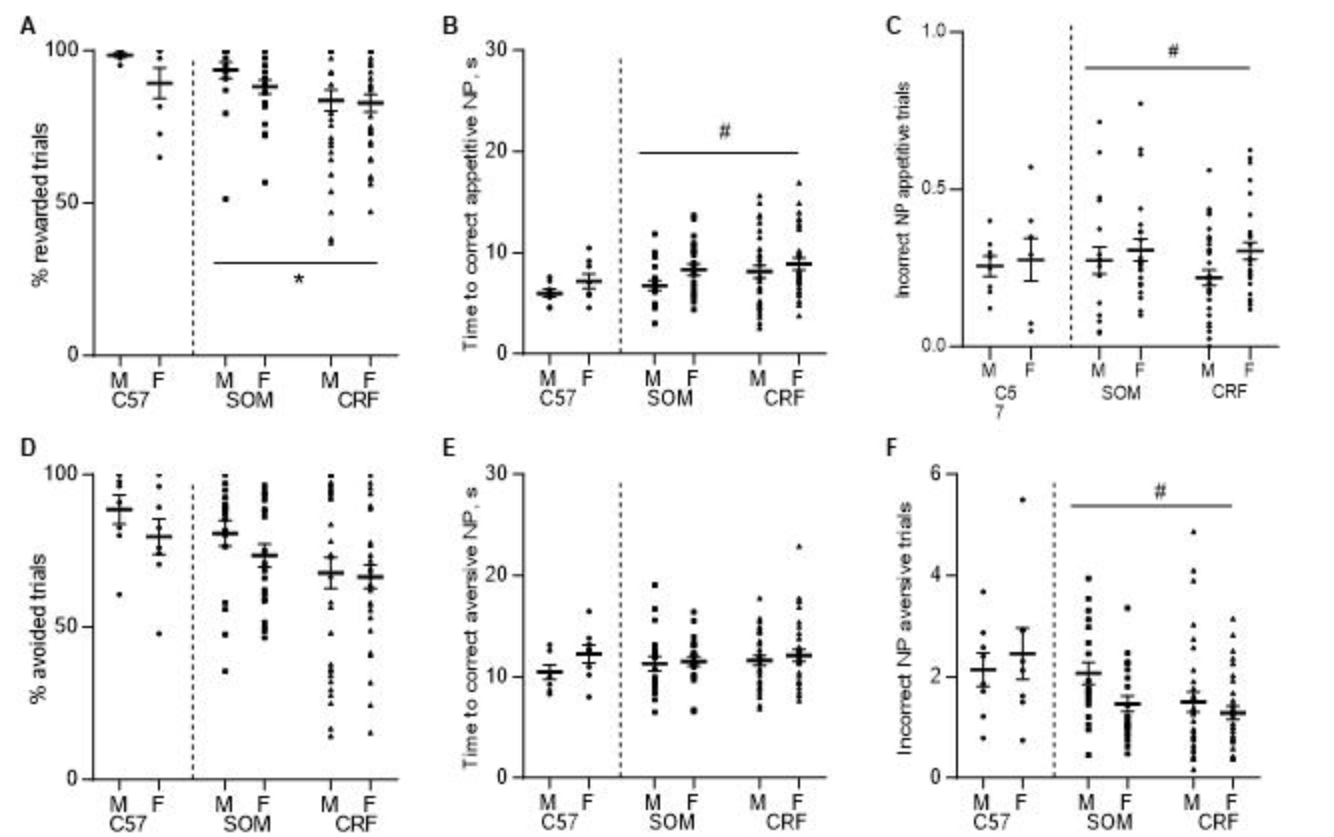 A
% rewarded trials
100
50
0
*
M F M F M F
C57 SOM CRF
B
Time to correct appetitive NP, s
30
20
10
0
#
M F M F M F
C57 SOM CRF
C
Incorrect NP appetitive trials
1.0
0.5
0.0
#
M F M F M F
C5 SOM CRF
7
D
% avoided trials
100
50
0
M F M F M F
C57 SOM CRF
E
Time to correct aversive NP, s
30
20
10
0
M F M F M F
C57 SOM CRF
F
Incorrect NP aversive trials
6
4
2
0
#
M F M F M F
C57 SOM CRF